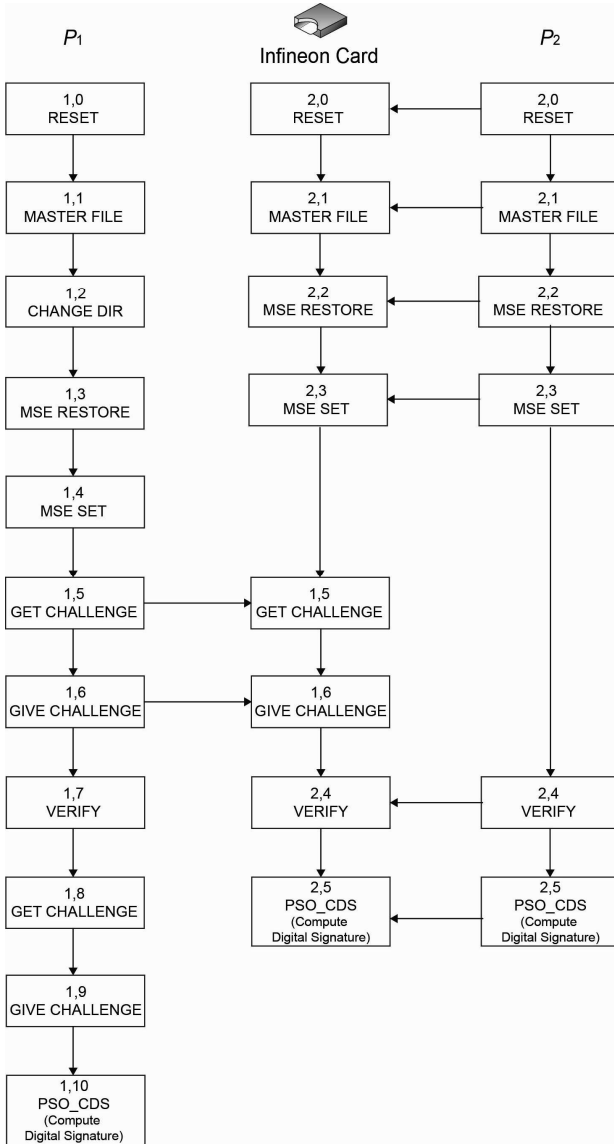 P1
Infineon Card
P2
1,0
RESET
2,0
RESET
2,0
RESET
1,1
MASTER FILE
2,1
MASTER FILE
2,1
MASTER FILE
1,2
CHANGE DIR
2,2
MSE RESTORE
2,2
MSE RESTORE
1,3
MSE RESTORE
2,3
MSE SET
2,3
MSE SET
1,4
MSE SET
1,5
GET CHALLENGE
1,5
GET CHALLENGE
1,6
GIVE CHALLENGE
1,6
GIVE CHALLENGE
1,7
VERIFY
2,4
VERIFY
2,4
VERIFY
1,8
GET CHALLENGE
2,5
PSO_CDS
(Compute
Digital Signature)
2,5
PSO_CDS
(Compute
Digital Signature)
1,9
GIVE CHALLENGE
1,10
PSO_CDS
(Compute
Digital Signature)